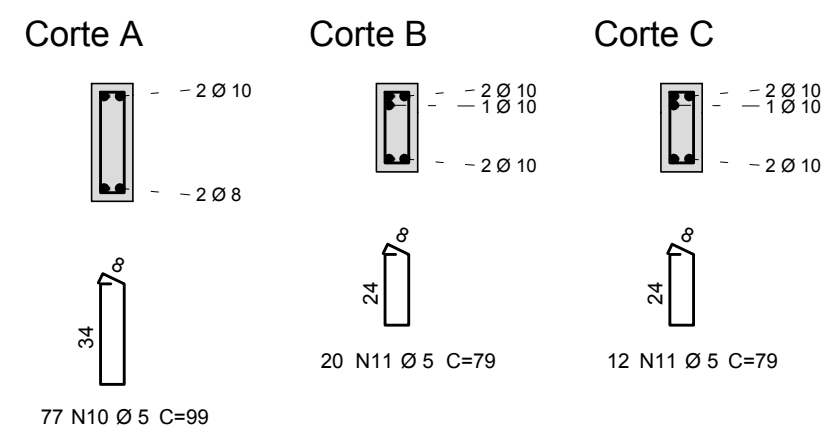 Corte A
2 Ø 10
2 Ø 8
8
34
77 N10 Ø 5 C=99
Corte B
2 Ø 10
1 Ø 10
2 Ø 10
8
24
20 N11 Ø 5 C=79
Corte C
2 Ø 10
1 Ø 10
2 Ø 10
8
24
12 N11 Ø 5 C=79